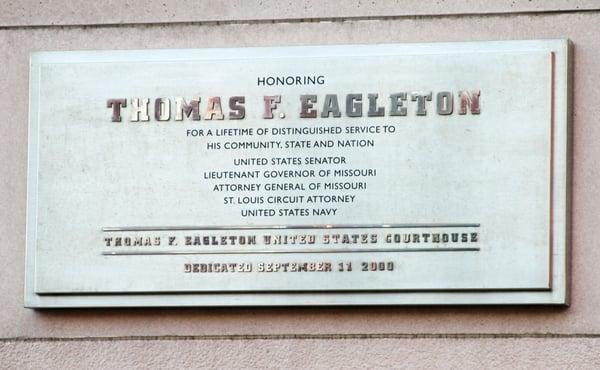 HONORING
THOMAS F. EAGLETON
FOR A LIFETIME OF DISTINGUISHED SERVICE TO
HIS COMMUNITY, STATE AND NATION
UNITED STATES SENATOR
LIEUTENANT GOVERNOR OF MISSOURI
ATTORNEY GENERAL OF MISSOURI
ST. LOUIS CIRCUIT ATTORNEY
UNITED STATES NAVY
THOMAS F. EAGLETON UNITED STATES COURTHOUSE
DEDICATED SEPTEMBER 11 2000